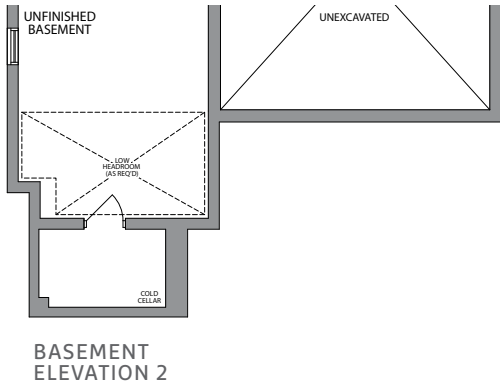 UNFINISHED
BASEMENT
UNEXCAVATED
LOW
HEADROOM
(AS REQ'D)
COLD
CELLAR
BASEMENT
ELEVATION 2